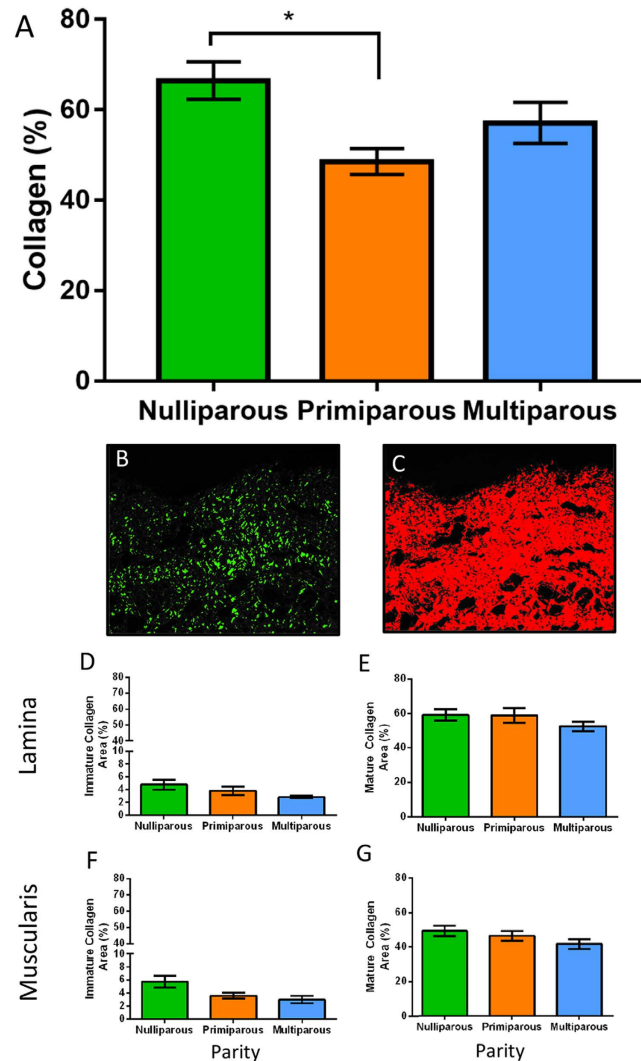 A
*
80
60
40
20
0
Collagen (%)
Nulliparous Primiparous Multiparous
B
C
Lamina
D
80
70
60
50
40
10
8
6
4
2
0
Immature Collagen
Area (%)
Nulliparous Primiparous Multiparous
E
80
60
40
20
0
Mature Collagen
Area (%)
Nulliparous Primiparous Multiparous
Muscularis
F
80
70
60
50
40
10
8
6
4
2
0
Immature Collagen
Area (%)
Nulliparous Primiparous Multiparous
G
80
60
40
20
0
Mature Collagen
Area (%)
Nulliparous Primiparous Multiparous
Parity
Parity